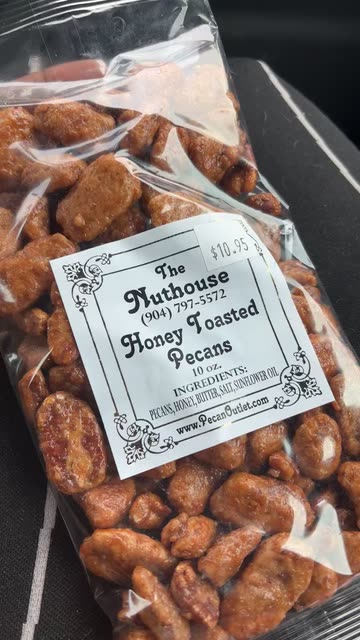 $10.95
The
Nuthouse
(904) 797-5572
Honey Toasted
Pecans
10 oz.
INGREDIENTS:
PECANS, HONEY, BUTTER, SALT, SUNFLOWER OIL
www.PecanOutlet.com